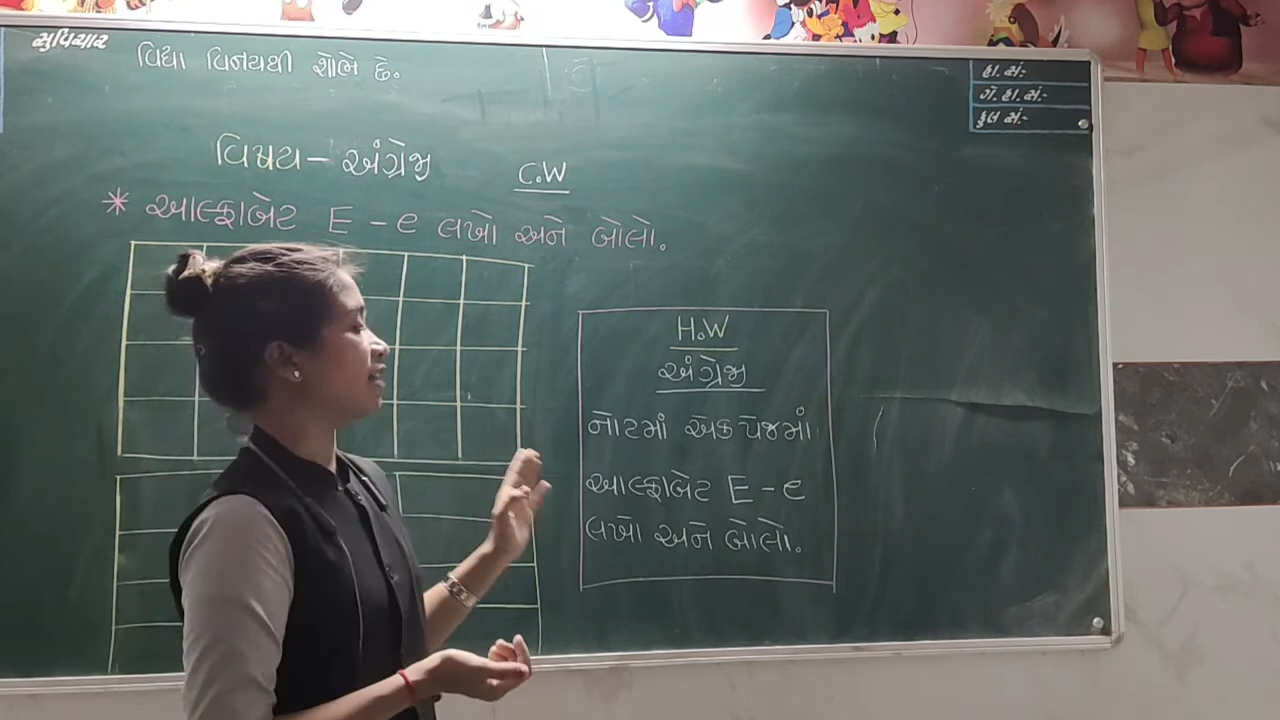 સુવિચાર
વિદ્યા વિનયથી શોભે છે.
હા. સં:-
ગે. હા. સં:-
કુલ સં:-
વિષય - અંગ્રેજી
C.W
* આલ્ફાબેટ E - e લખો અને બોલો.
H.W
અંગ્રેજી
નોટમાં એક પેજમાં
આલ્ફાબેટ E - e
લખો અને બોલો.